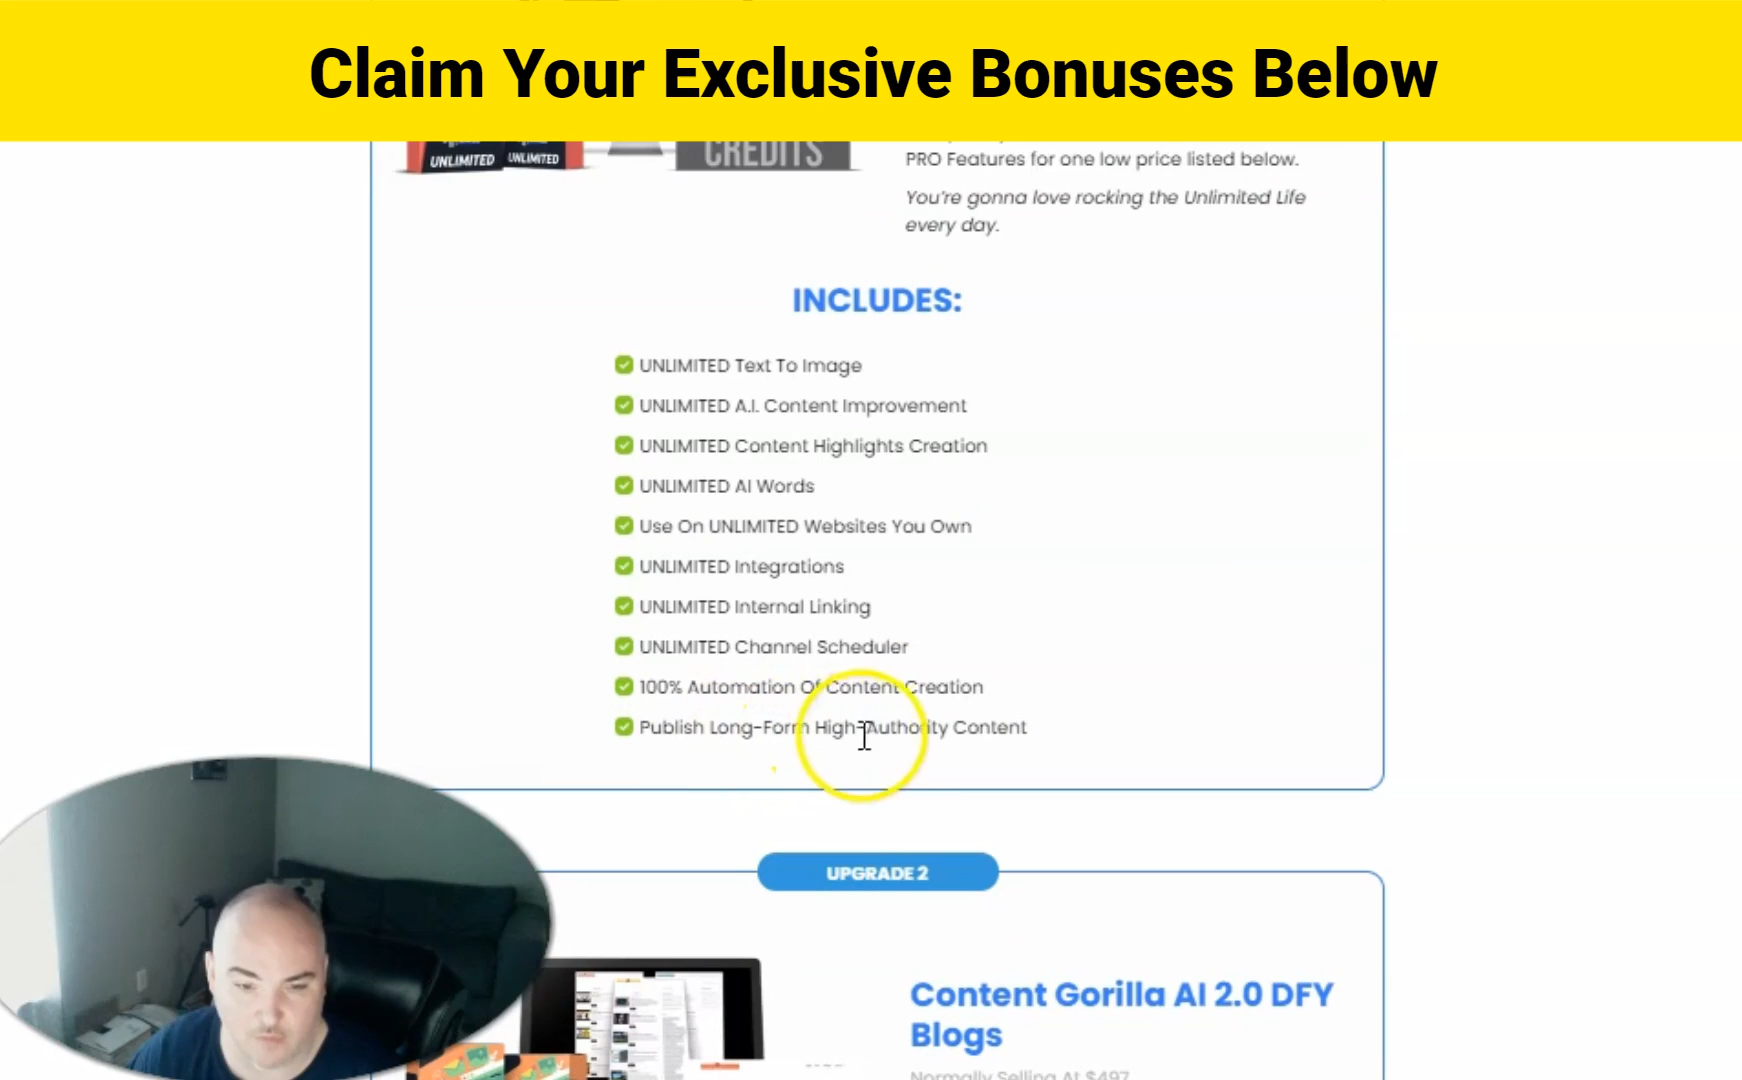 Claim Your Exclusive Bonuses Below
UNLIMITED UNLIMITED CREDITS
PRO Features for one low price listed below.
You're gonna love rocking the Unlimited Life
every day.
INCLUDES:
UNLIMITED Text To Image
UNLIMITED A.I. Content Improvement
UNLIMITED Content Highlights Creation
UNLIMITED AI Words
Use On UNLIMITED Websites You Own
UNLIMITED Integrations
UNLIMITED Internal Linking
UNLIMITED Channel Scheduler
100% Automation Of Content Creation
Publish Long-Form High-Authority Content
UPGRADE 2
Content Gorilla AI 2.0 DFY
Blogs
Normally Selling At $497